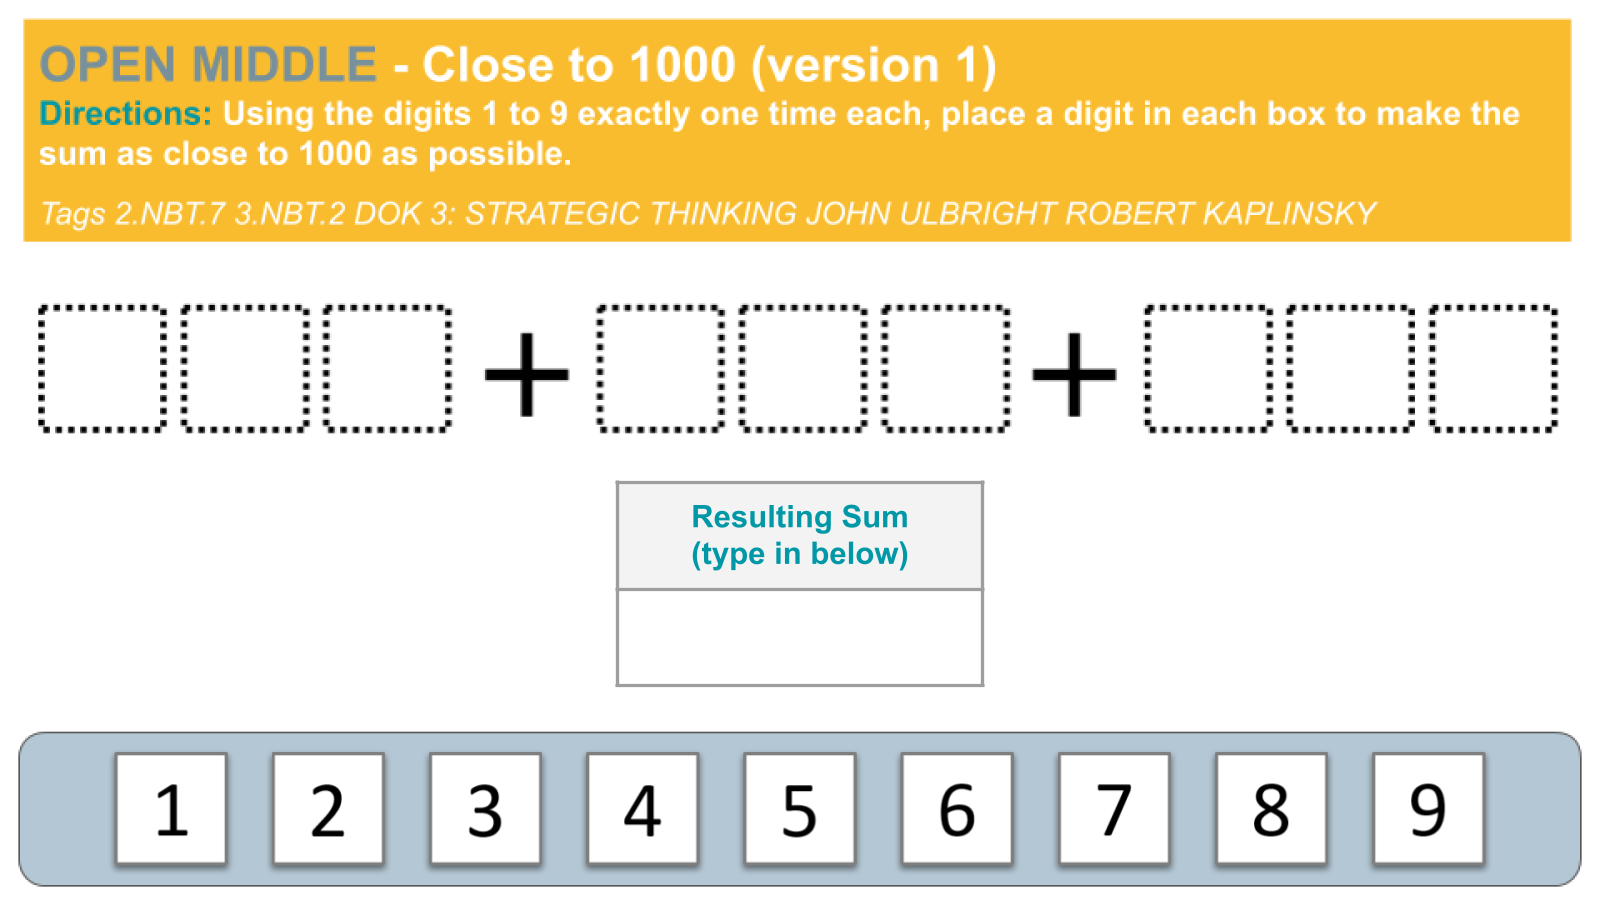 OPEN MIDDLE - Close to 1000 (version 1)
Directions: Using the digits 1 to 9 exactly one time each, place a digit in each box to make the
sum as close to 1000 as possible.
Tags 2.NBT.7 3.NBT.2 DOK 3: STRATEGIC THINKING JOHN ULBRIGHT ROBERT KAPLINSKY
+ +
Resulting Sum
(type in below)
1 2 3 4 5 6 7 8 9